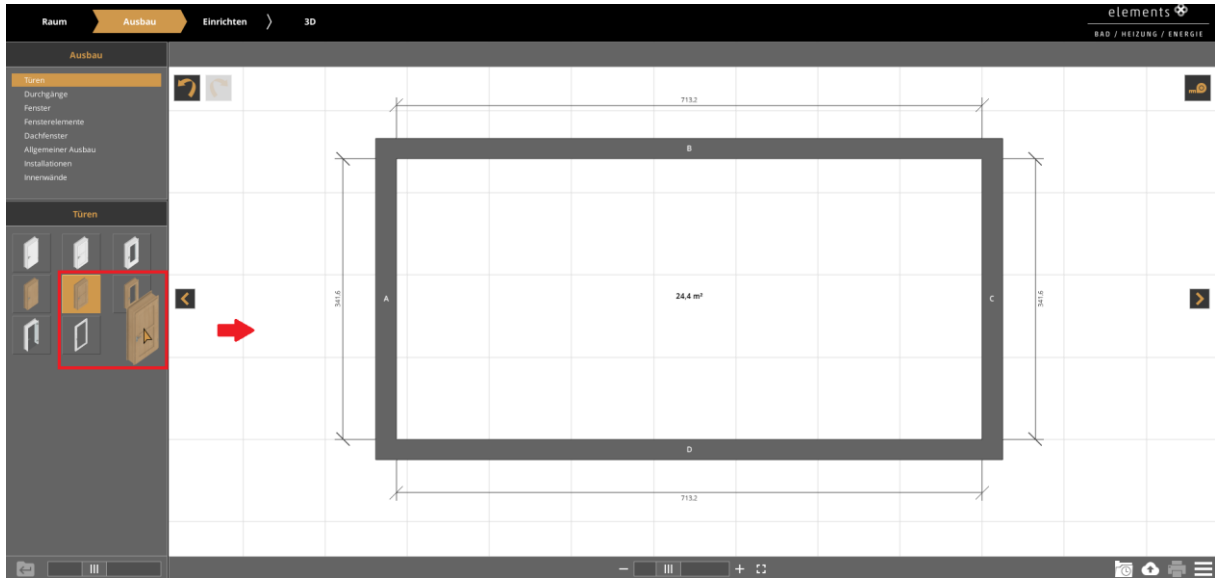 Raum
Ausbau
Einrichten
3D
elements
BAD / HEIZUNG / ENERGIE
Ausbau
Türen
Durchgänge
Fenster
Fensterelemente
Dachfenster
Allgemeiner Ausbau
Installationen
Innenwände
Türen
713,2
B
341,6
A
24,4 m²
C
341,6
D
713,2